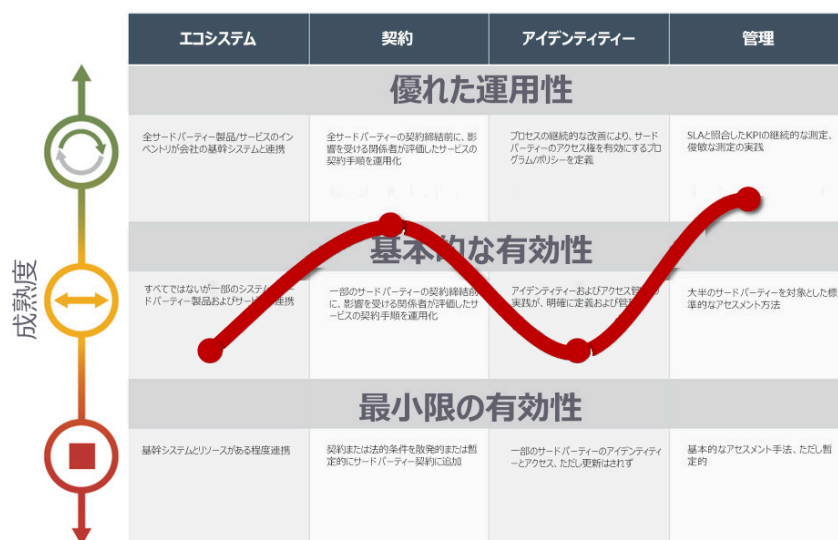 エコシステム
契約
アイデンティティー
管理
優れた運用性
全サードパーティー製品/サービスのイン
ベントリが会社の基幹システムと連携
全サードパーティーの契約締結前に、影
響を受ける関係者が評価したサービスの
契約手順を運用化
プロセスの継続的な改善により、サード
パーティーのアクセス権を有効にするプロ
グラム/ポリシーを定義
SLAと照合したKPIの継続的な測定、
俊敏な測定の実践
成熟度
基本的な有効性
すべてではないが一部のシステム
ドパーティー製品およびサー 連携
一部のサードパーティーの契約締結前
に、影響を受ける関係者が評価したサ
ービスの契約手順を運用化
アイデンティティーおよびアクセス
実践が、明確に定義および
大半のサードパーティーを対象とした標
準的なアセスメント方法
最小限の有効性
基幹システムとリソースがある程度連携
契約または法的条件を散発的または暫
定的にサードパーティー契約に追加
一部のサードパーティーのアイデンティティ
ーとアクセス、ただし更新はされず
基本的なアセスメント手法、ただし暫
定的